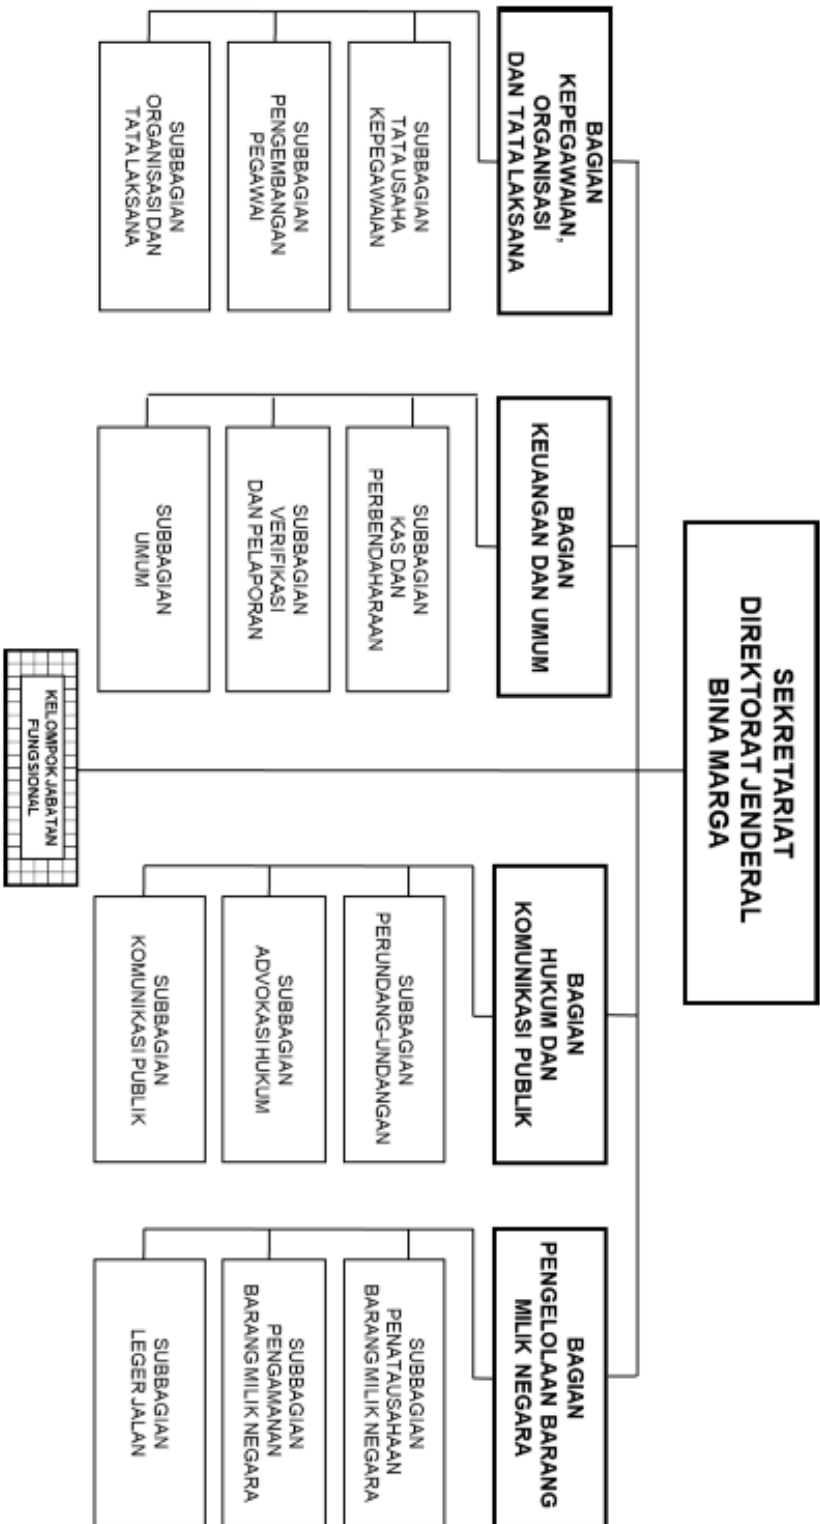 SEKRETARIAT
DIREKTORAT JENDERAL
BINA MARGA
BAGIAN
KEPEGAWAIAN,
ORGANISASI
DAN TATA LAKSANA
SUBBAGIAN
TATA USAHA
KEPEGAWAIAN
SUBBAGIAN
PENGEMBANGAN
PEGAWAI
SUBBAGIAN
ORGANISASI DAN
TATA LAKSANA
BAGIAN
KEUANGAN DAN UMUM
SUBBAGIAN
KAS DAN
PERBENDAHARAAN
SUBBAGIAN
VERIFIKASI
DAN PELAPORAN
SUBBAGIAN
UMUM
BAGIAN
HUKUM DAN
KOMUNIKASI PUBLIK
SUBBAGIAN
PERUNDANG-UNDANGAN
SUBBAGIAN
ADVOKASI HUKUM
SUBBAGIAN
KOMUNIKASI PUBLIK
BAGIAN
PENGELOLAAN BARANG
MILIK NEGARA
SUBBAGIAN
PENATAUSAHAAN
BARANG MILIK NEGARA
SUBBAGIAN
PENGAMANAN
BARANG MILIK NEGARA
SUBBAGIAN
LEGER JALAN
KELOMPOK JABATAN
FUNGSIONAL